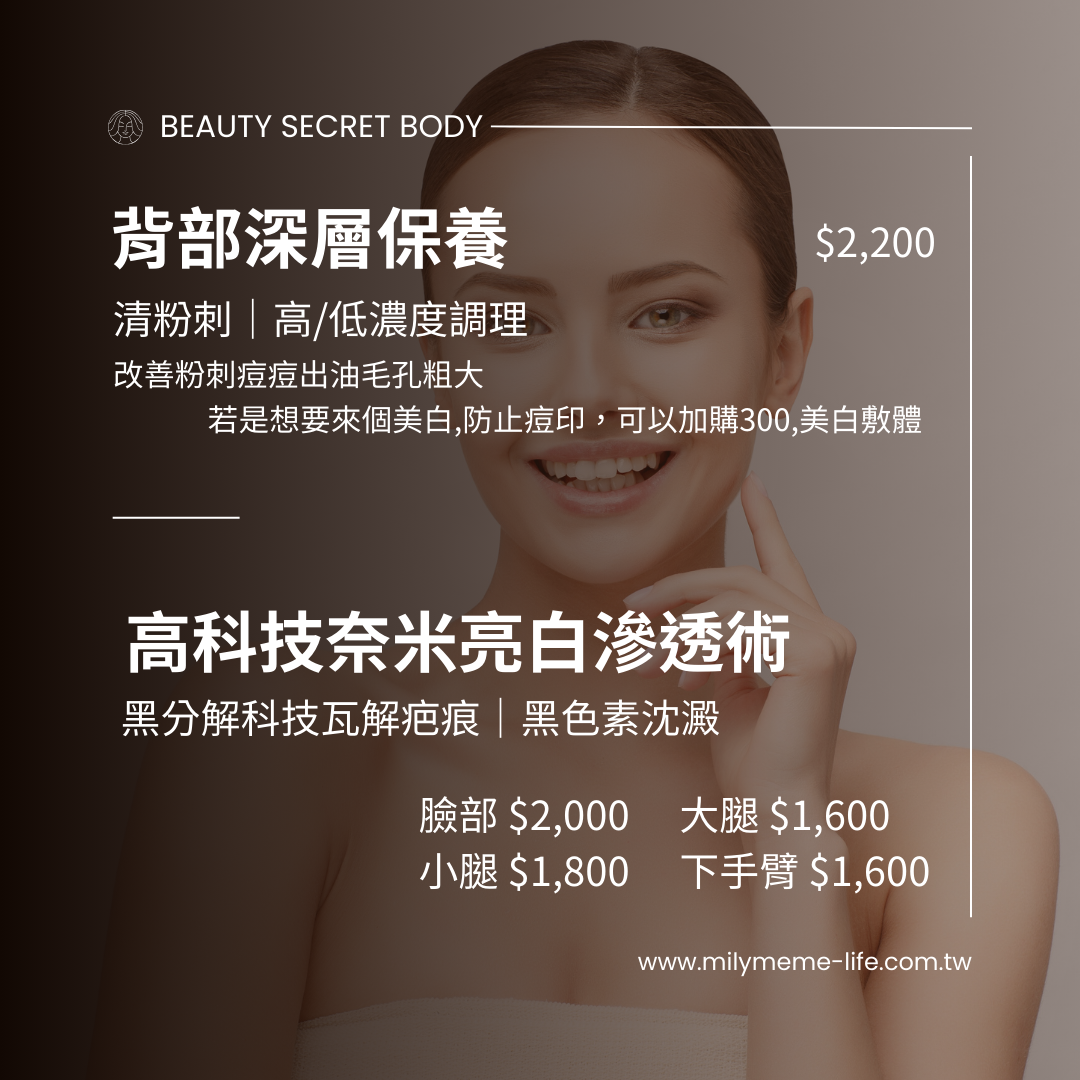 BEAUTY SECRET BODY
背部深層保養 $2,200
清粉刺｜高/低濃度調理
改善粉刺痘痘出油毛孔粗大
若是想要來個美白,防止痘印，可以加購300,美白敷體
高科技奈米亮白滲透術
黑分解科技瓦解疤痕｜黑色素沈澱
臉部 $2,000 大腿 $1,600
小腿 $1,800 下手臂 $1,600
www.milymeme-life.com.tw